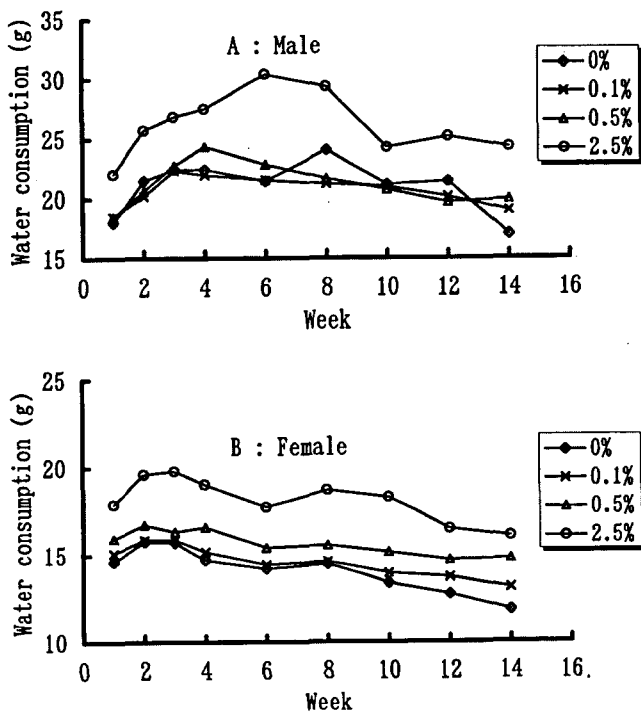 35
A : Male
30
25
20
15
Water consumption (g)
0%
0.1%
0.5%
2.5%
0 2 4 6 8 10 12 14 16
Week
25
B : Female
20
15
10
Water consumption (g)
0%
0.1%
0.5%
2.5%
0 2 4 6 8 10 12 14 16.
Week